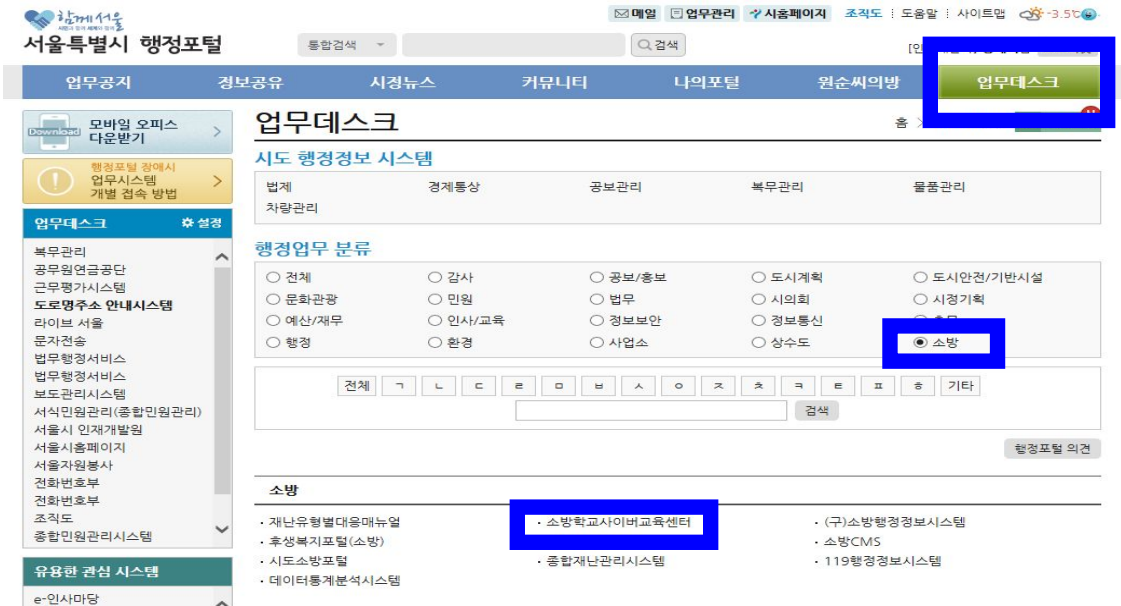 함께서울
서울특별시 행정포털
메일 업무관리 시홈페이지 조직도 도움말 사이트맵 -3.5℃
통합검색 검색
업무공지 정보공유 시정뉴스 커뮤니티 나의포털 원순씨의방 업무데스크
Download 모바일 오피스
다운받기
행정포털 장애시
업무시스템
개별 접속 방법
업무데스크 설정
복무관리
공무원연금공단
근무평가시스템
도로명주소 안내시스템
라이브 서울
문자전송
법무행정서비스
법무행정서비스
보도관리시스템
서식민원관리(종합민원관리)
서울시 인재개발원
서울시홈페이지
서울자원봉사
전화번호부
전화번호부
조직도
종합민원관리시스템
유용한 관심 시스템
e-인사마당
업무데스크
홈 >
시도 행정정보 시스템
법제 경제통상 공보관리 복무관리 물품관리
차량관리
행정업무 분류
전체 감사 공보/홍보 도시계획 도시안전/기반시설
문화관광 민원 법무 시의회 시정기획
예산/재무 인사/교육 정보보안 정보통신
행정 환경 사업소 상수도 소방
전체 ㄱ ㄴ ㄷ ㄹ ㅁ ㅂ ㅅ ㅇ ㅈ ㅊ ㅋ ㅌ ㅍ ㅎ 기타
검색
행정포털 의견
소방
· 재난유형별대응매뉴얼 · 소방학교사이버교육센터 · (구)소방행정정보시스템
· 후생복지포털(소방) · 소방CMS
· 시도소방포털 · 종합재난관리시스템 · 119행정정보시스템
· 데이터통계분석시스템